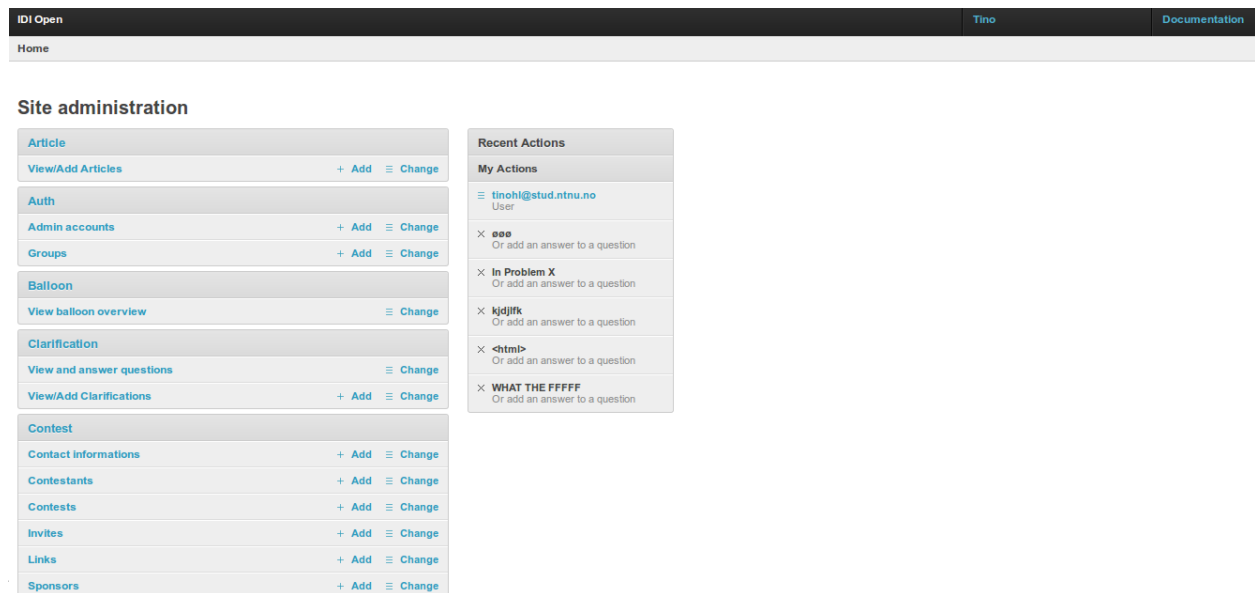 IDI Open Tino Documentation
Home
Site administration
Article
View/Add Articles + Add Change
Auth
Admin accounts + Add Change
Groups + Add Change
Balloon
View balloon overview Change
Clarification
View and answer questions Change
View/Add Clarifications + Add Change
Contest
Contact informations + Add Change
Contestants + Add Change
Contests + Add Change
Invites + Add Change
Links + Add Change
Sponsors + Add Change
Recent Actions
My Actions
tinohl@stud.ntnu.no
User
øøø
Or add an answer to a question
In Problem X
Or add an answer to a question
kjdjlfk
Or add an answer to a question
<html>
Or add an answer to a question
WHAT THE FFFFF
Or add an answer to a question